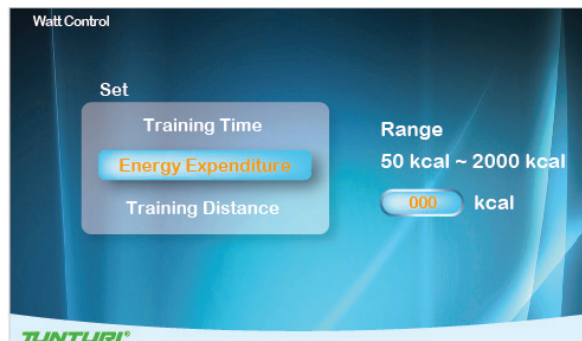 Watt Control
Set
Training Time
Energy Expenditure
Training Distance
Range
50 kcal ~ 2000 kcal
000 kcal
TUNTURI®